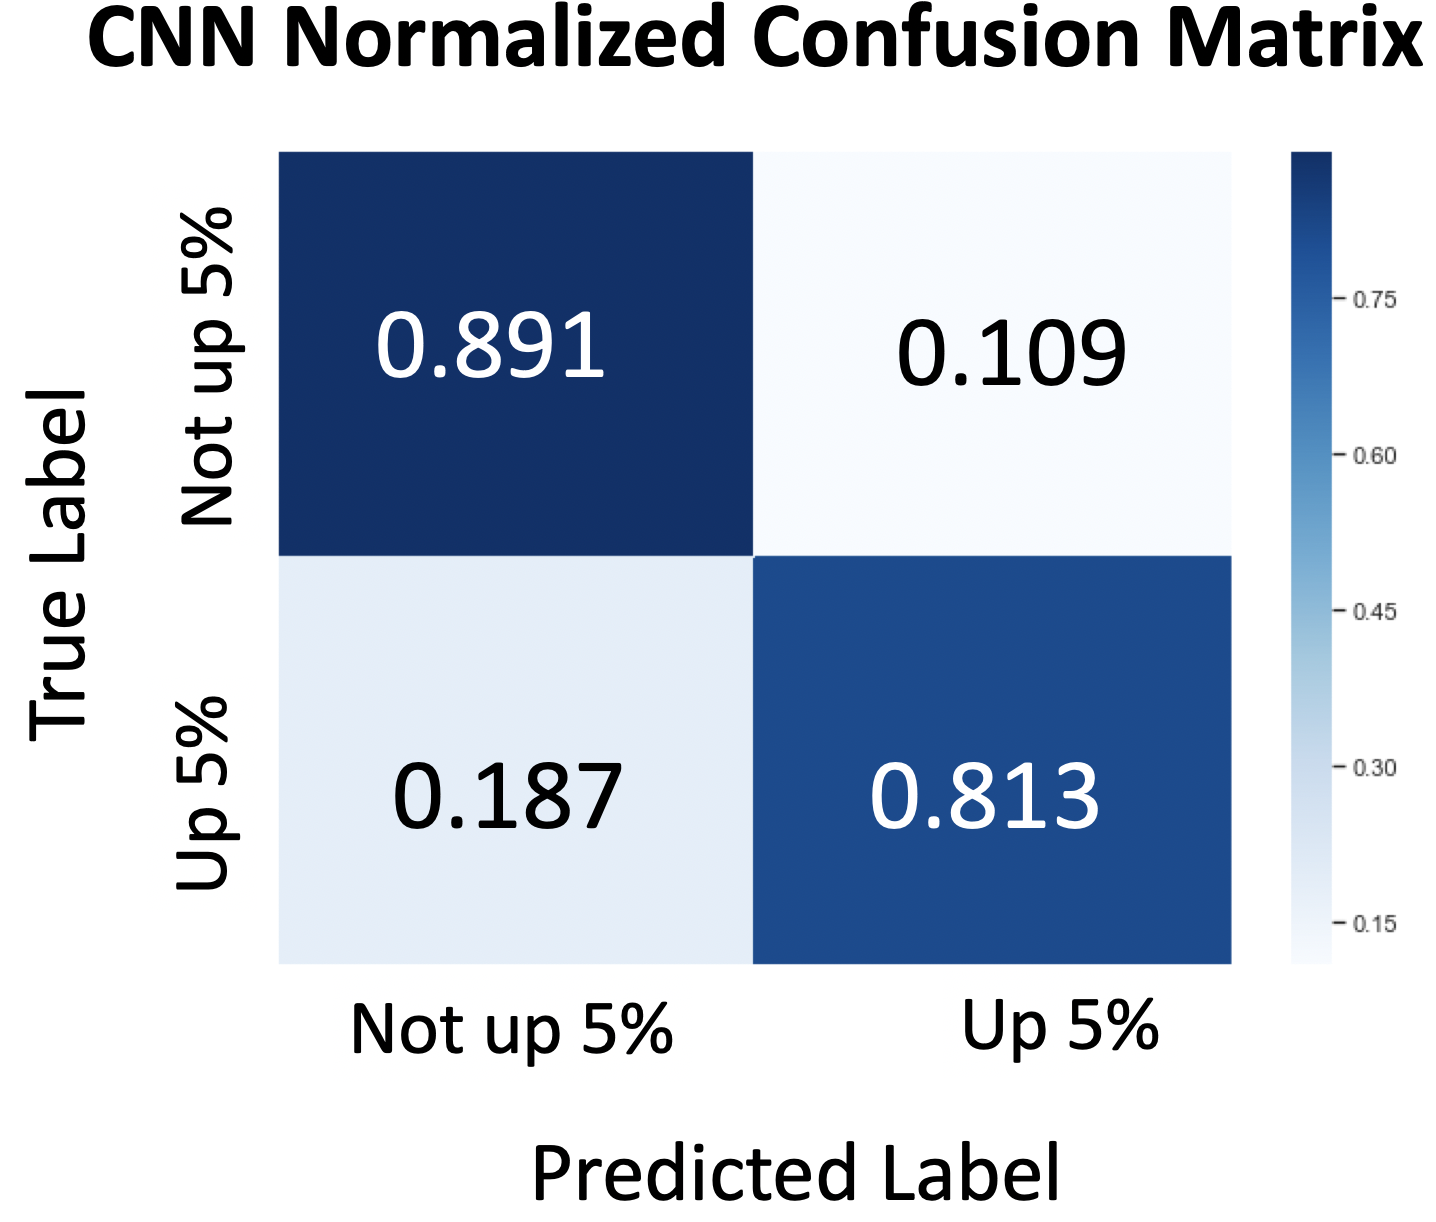 CNN Normalized Confusion Matrix
True Label
Not up 5%
Up 5%
0.891
0.109
0.187
0.813
0.75
0.60
0.45
0.30
0.15
Not up 5%
Up 5%
Predicted Label